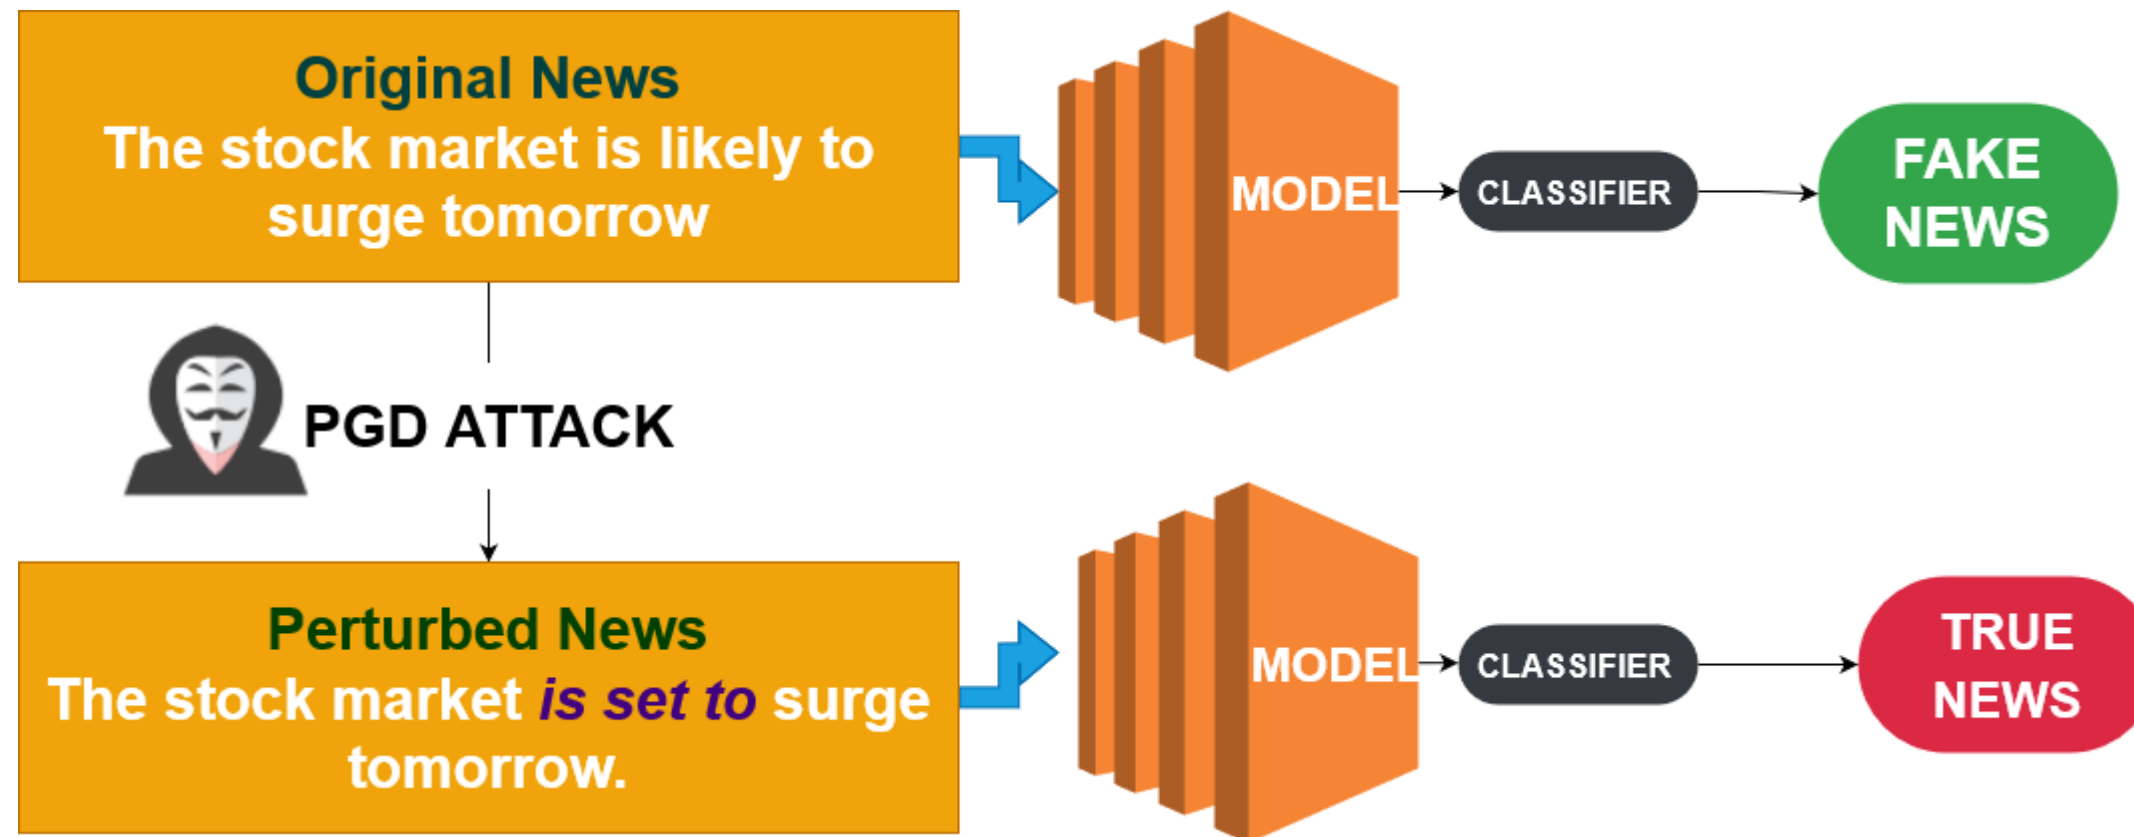 Original News
The stock market is likely to
surge tomorrow
MODEL
CLASSIFIER
FAKE
NEWS
PGD ATTACK
Perturbed News
The stock market is set to surge
tomorrow.
MODEL
CLASSIFIER
TRUE
NEWS